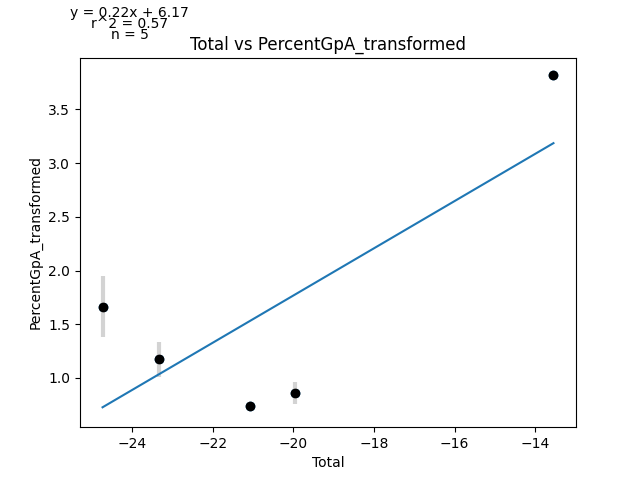 y = 0.22x + 6.17
r^2 = 0.57
n = 5
Total vs PercentGpA_transformed
3.5
3.0
2.5
2.0
1.5
1.0
PercentGpA_transformed
−24 −22 −20 −18 −16 −14
Total